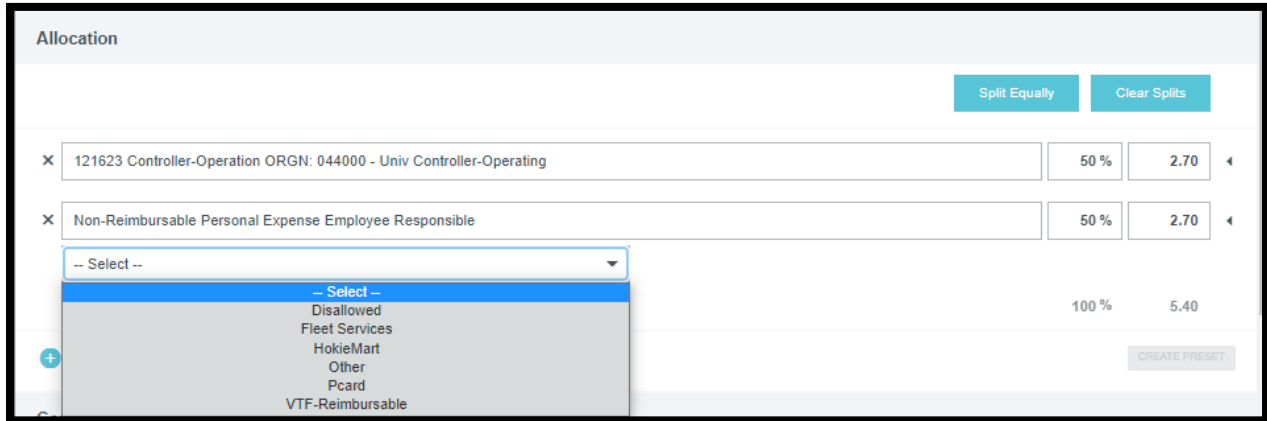 Allocation
Split Equally Clear Splits
121623 Controller-Operation ORGN: 044000 - Univ Controller-Operating 50 % 2.70
Non-Reimbursable Personal Expense Employee Responsible 50 % 2.70
-- Select --
-- Select --
Disallowed
100 % 5.40
Fleet Services
HokieMart
Other
CREATE PRESET
Pcard
VTF-Reimbursable